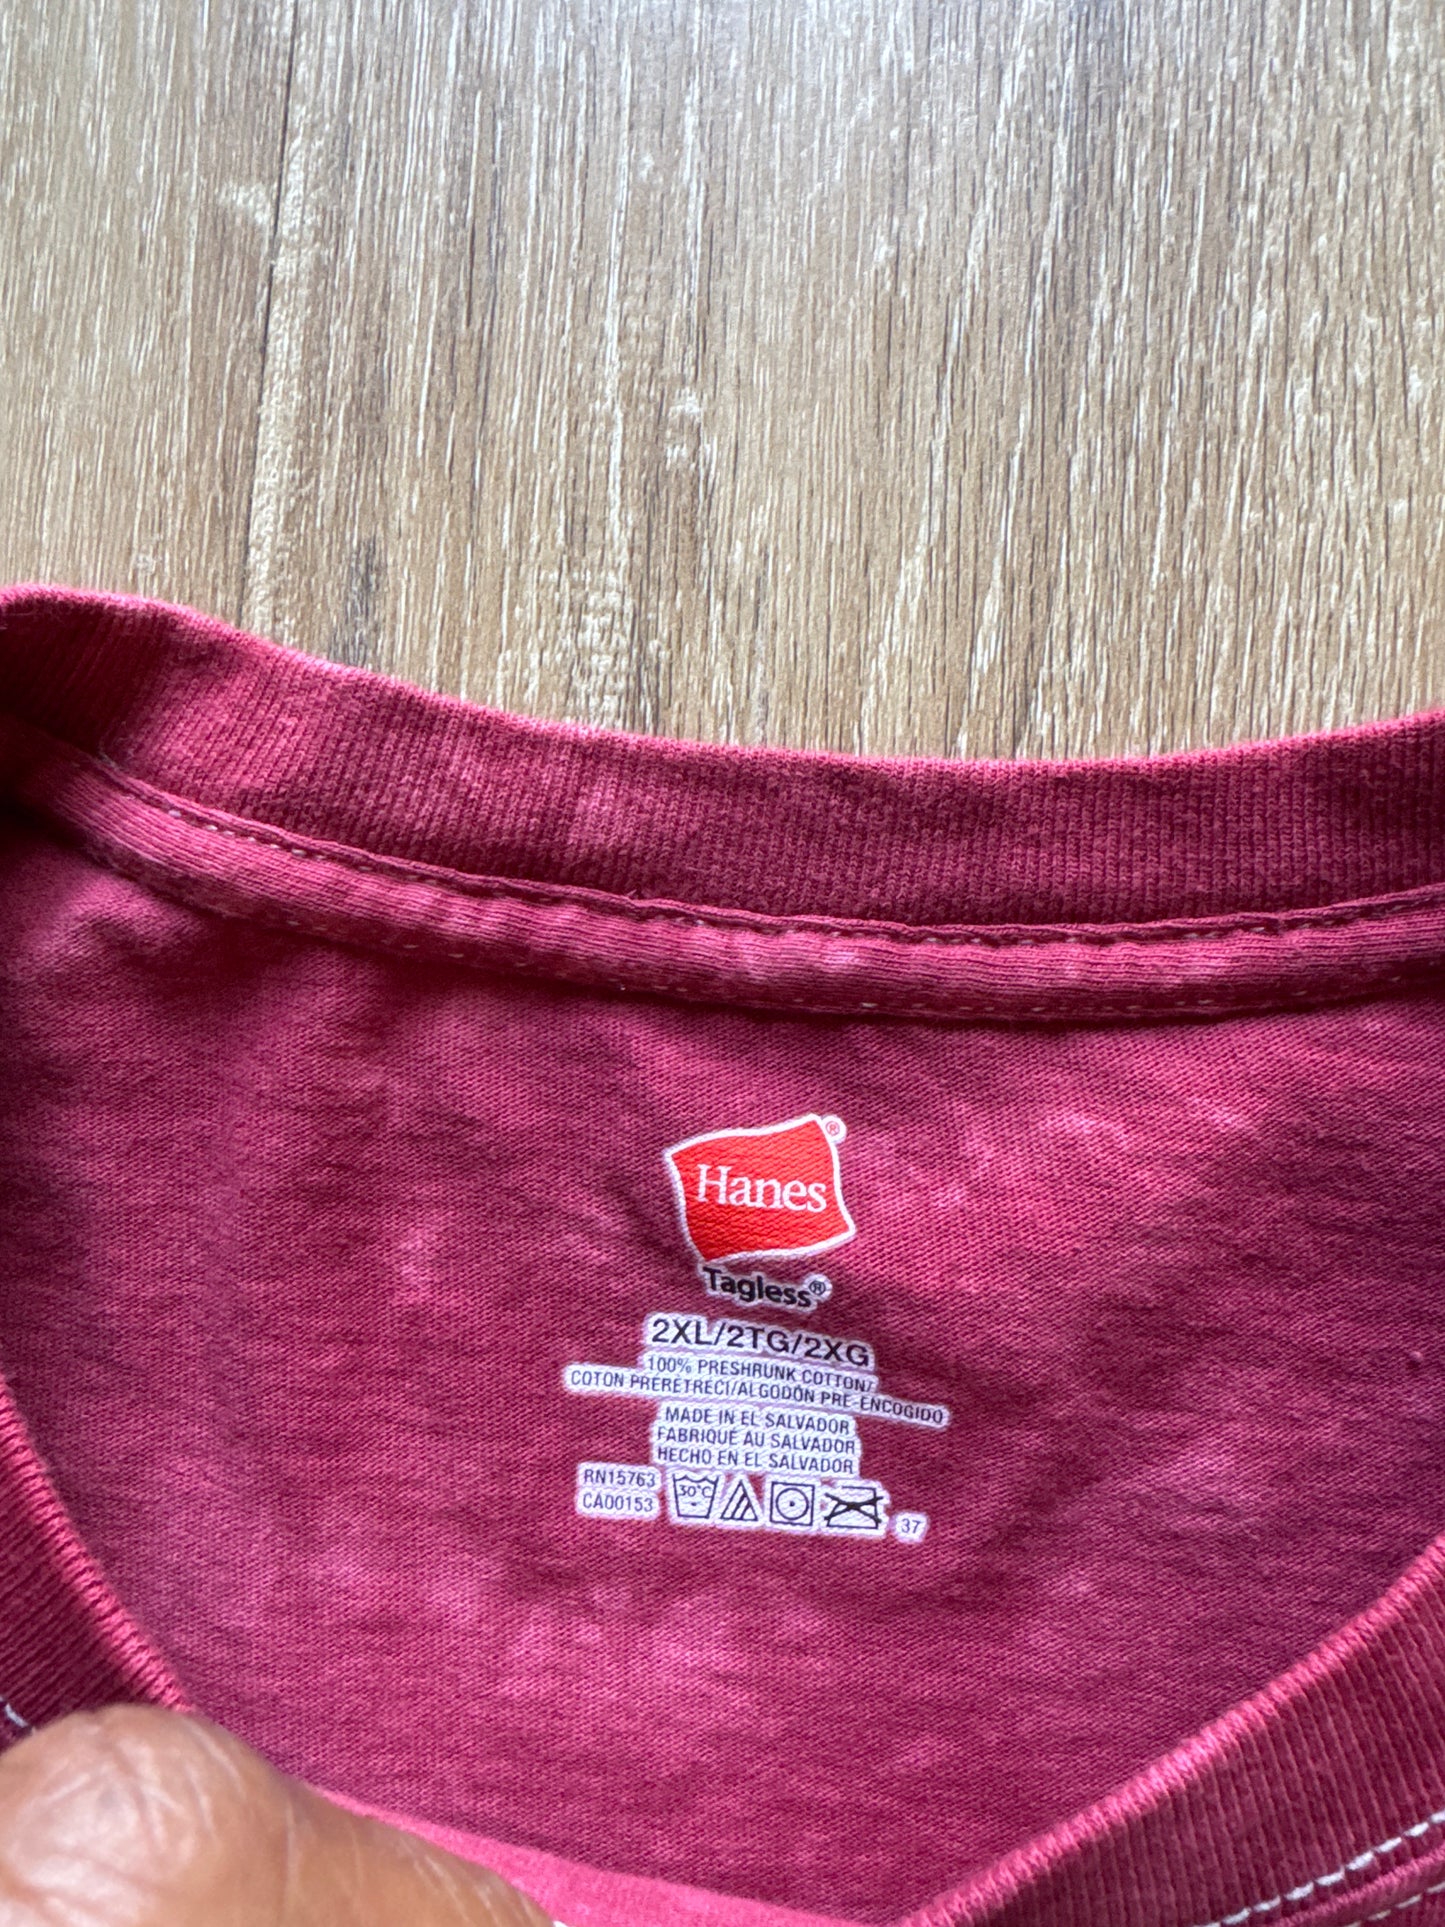 Hanes®
Tagless®
2XL/2TG/2XG
100% PRESHRUNK COTTON/
COTON PRÉRÉTRÉCI/ALGODÓN PRE-ENCOGIDO
MADE IN EL SALVADOR
FABRIQUÉ AU SALVADOR
HECHO EN EL SALVADOR
RN15763
CA00153
30°C
37